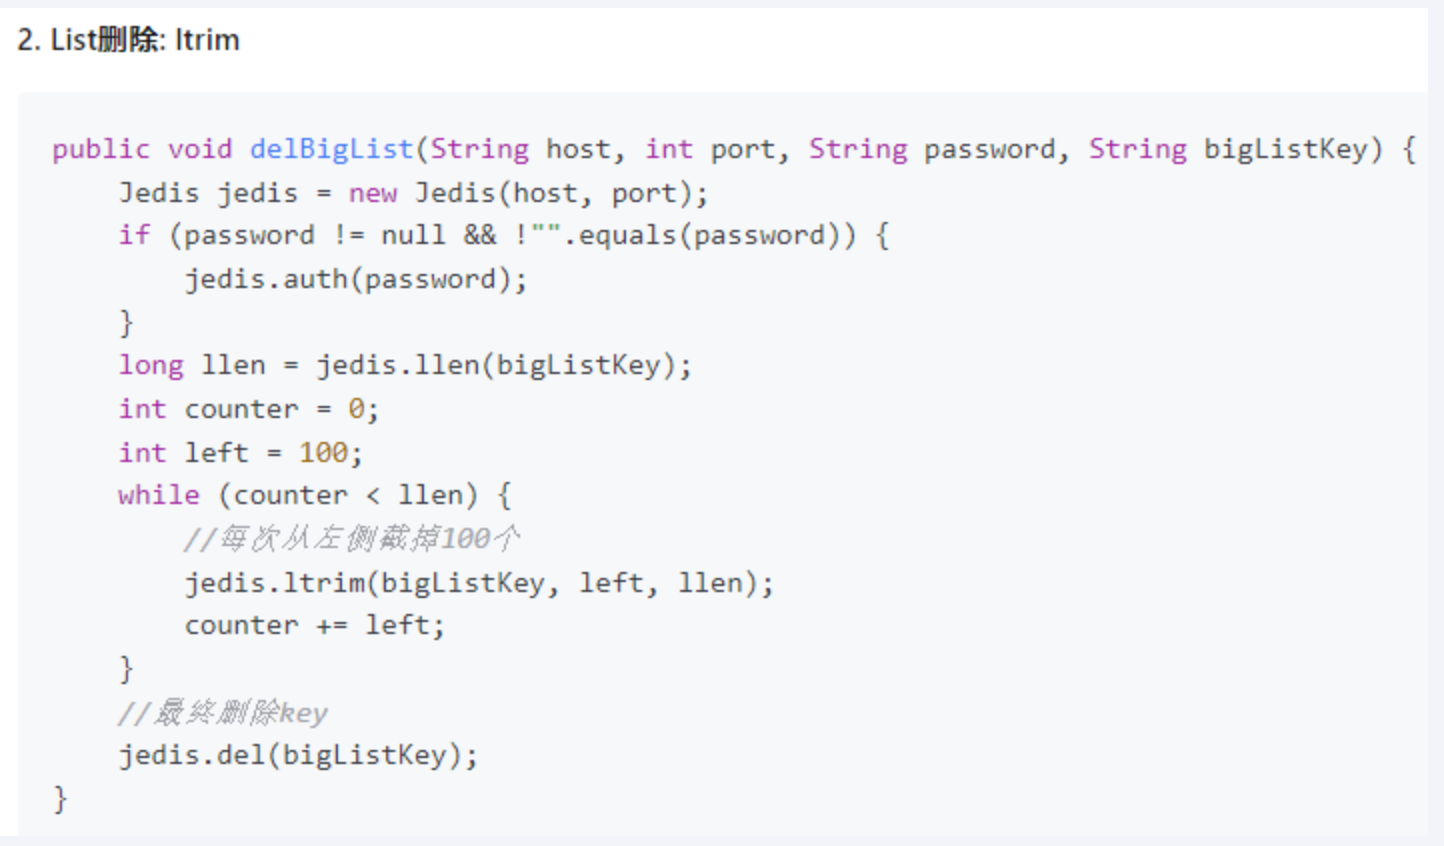 2. List删除: ltrim
public void delBigList(String host, int port, String password, String bigListKey) {
    Jedis jedis = new Jedis(host, port);
    if (password != null && !"".equals(password)) {
        jedis.auth(password);
    }
    long llen = jedis.llen(bigListKey);
    int counter = 0;
    int left = 100;
    while (counter < llen) {
        //每次从左侧截掉100个
        jedis.ltrim(bigListKey, left, llen);
        counter += left;
    }
    //最终删除key
    jedis.del(bigListKey);
}